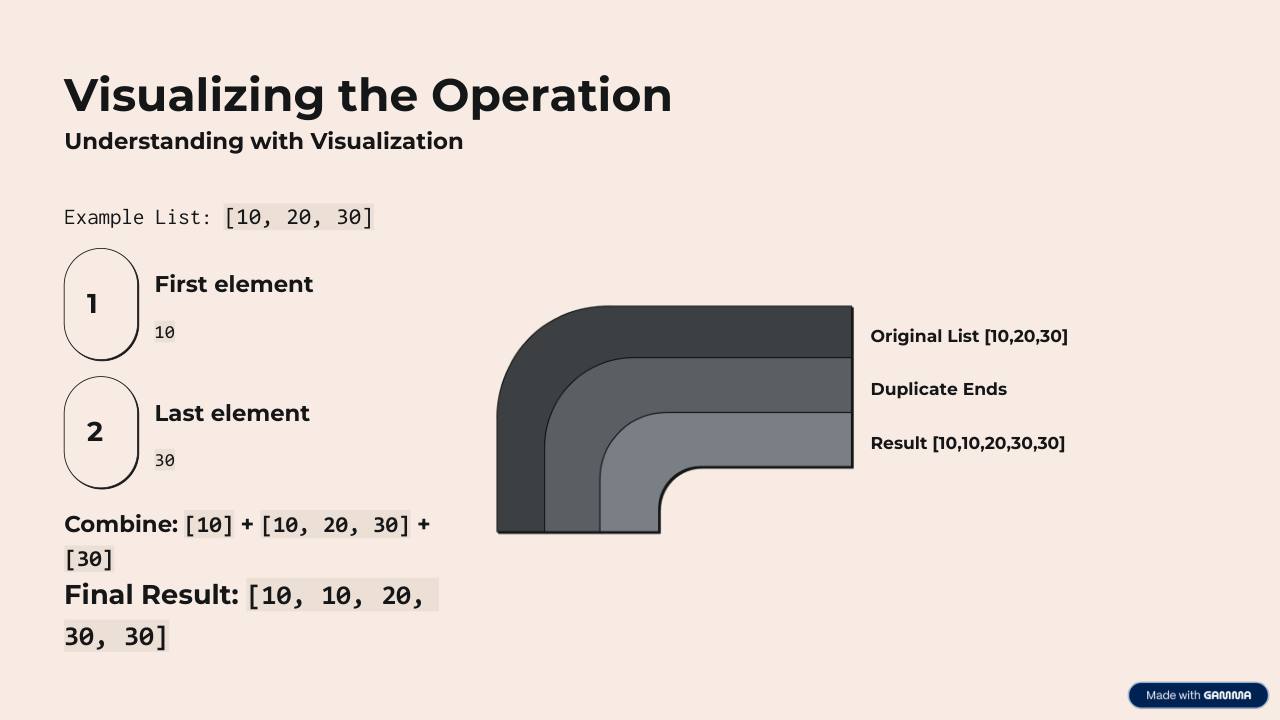 Visualizing the Operation
Understanding with Visualization
Example List: [10, 20, 30]
1
First element
10
2
Last element
30
Combine: [10] + [10, 20, 30] +
[30]
Final Result: [10, 10, 20,
30, 30]
Original List [10,20,30]
Duplicate Ends
Result [10,10,20,30,30]
Made with GAMMA